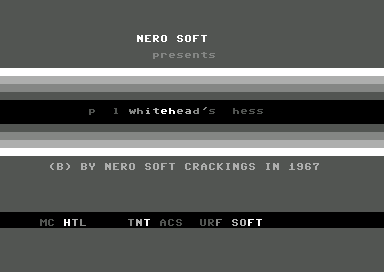 NERO SOFT
presents
p l whitehead's hess
(B) BY NERO SOFT CRACKINGS IN 1967
MC HTL TNT ACS URF SOFT